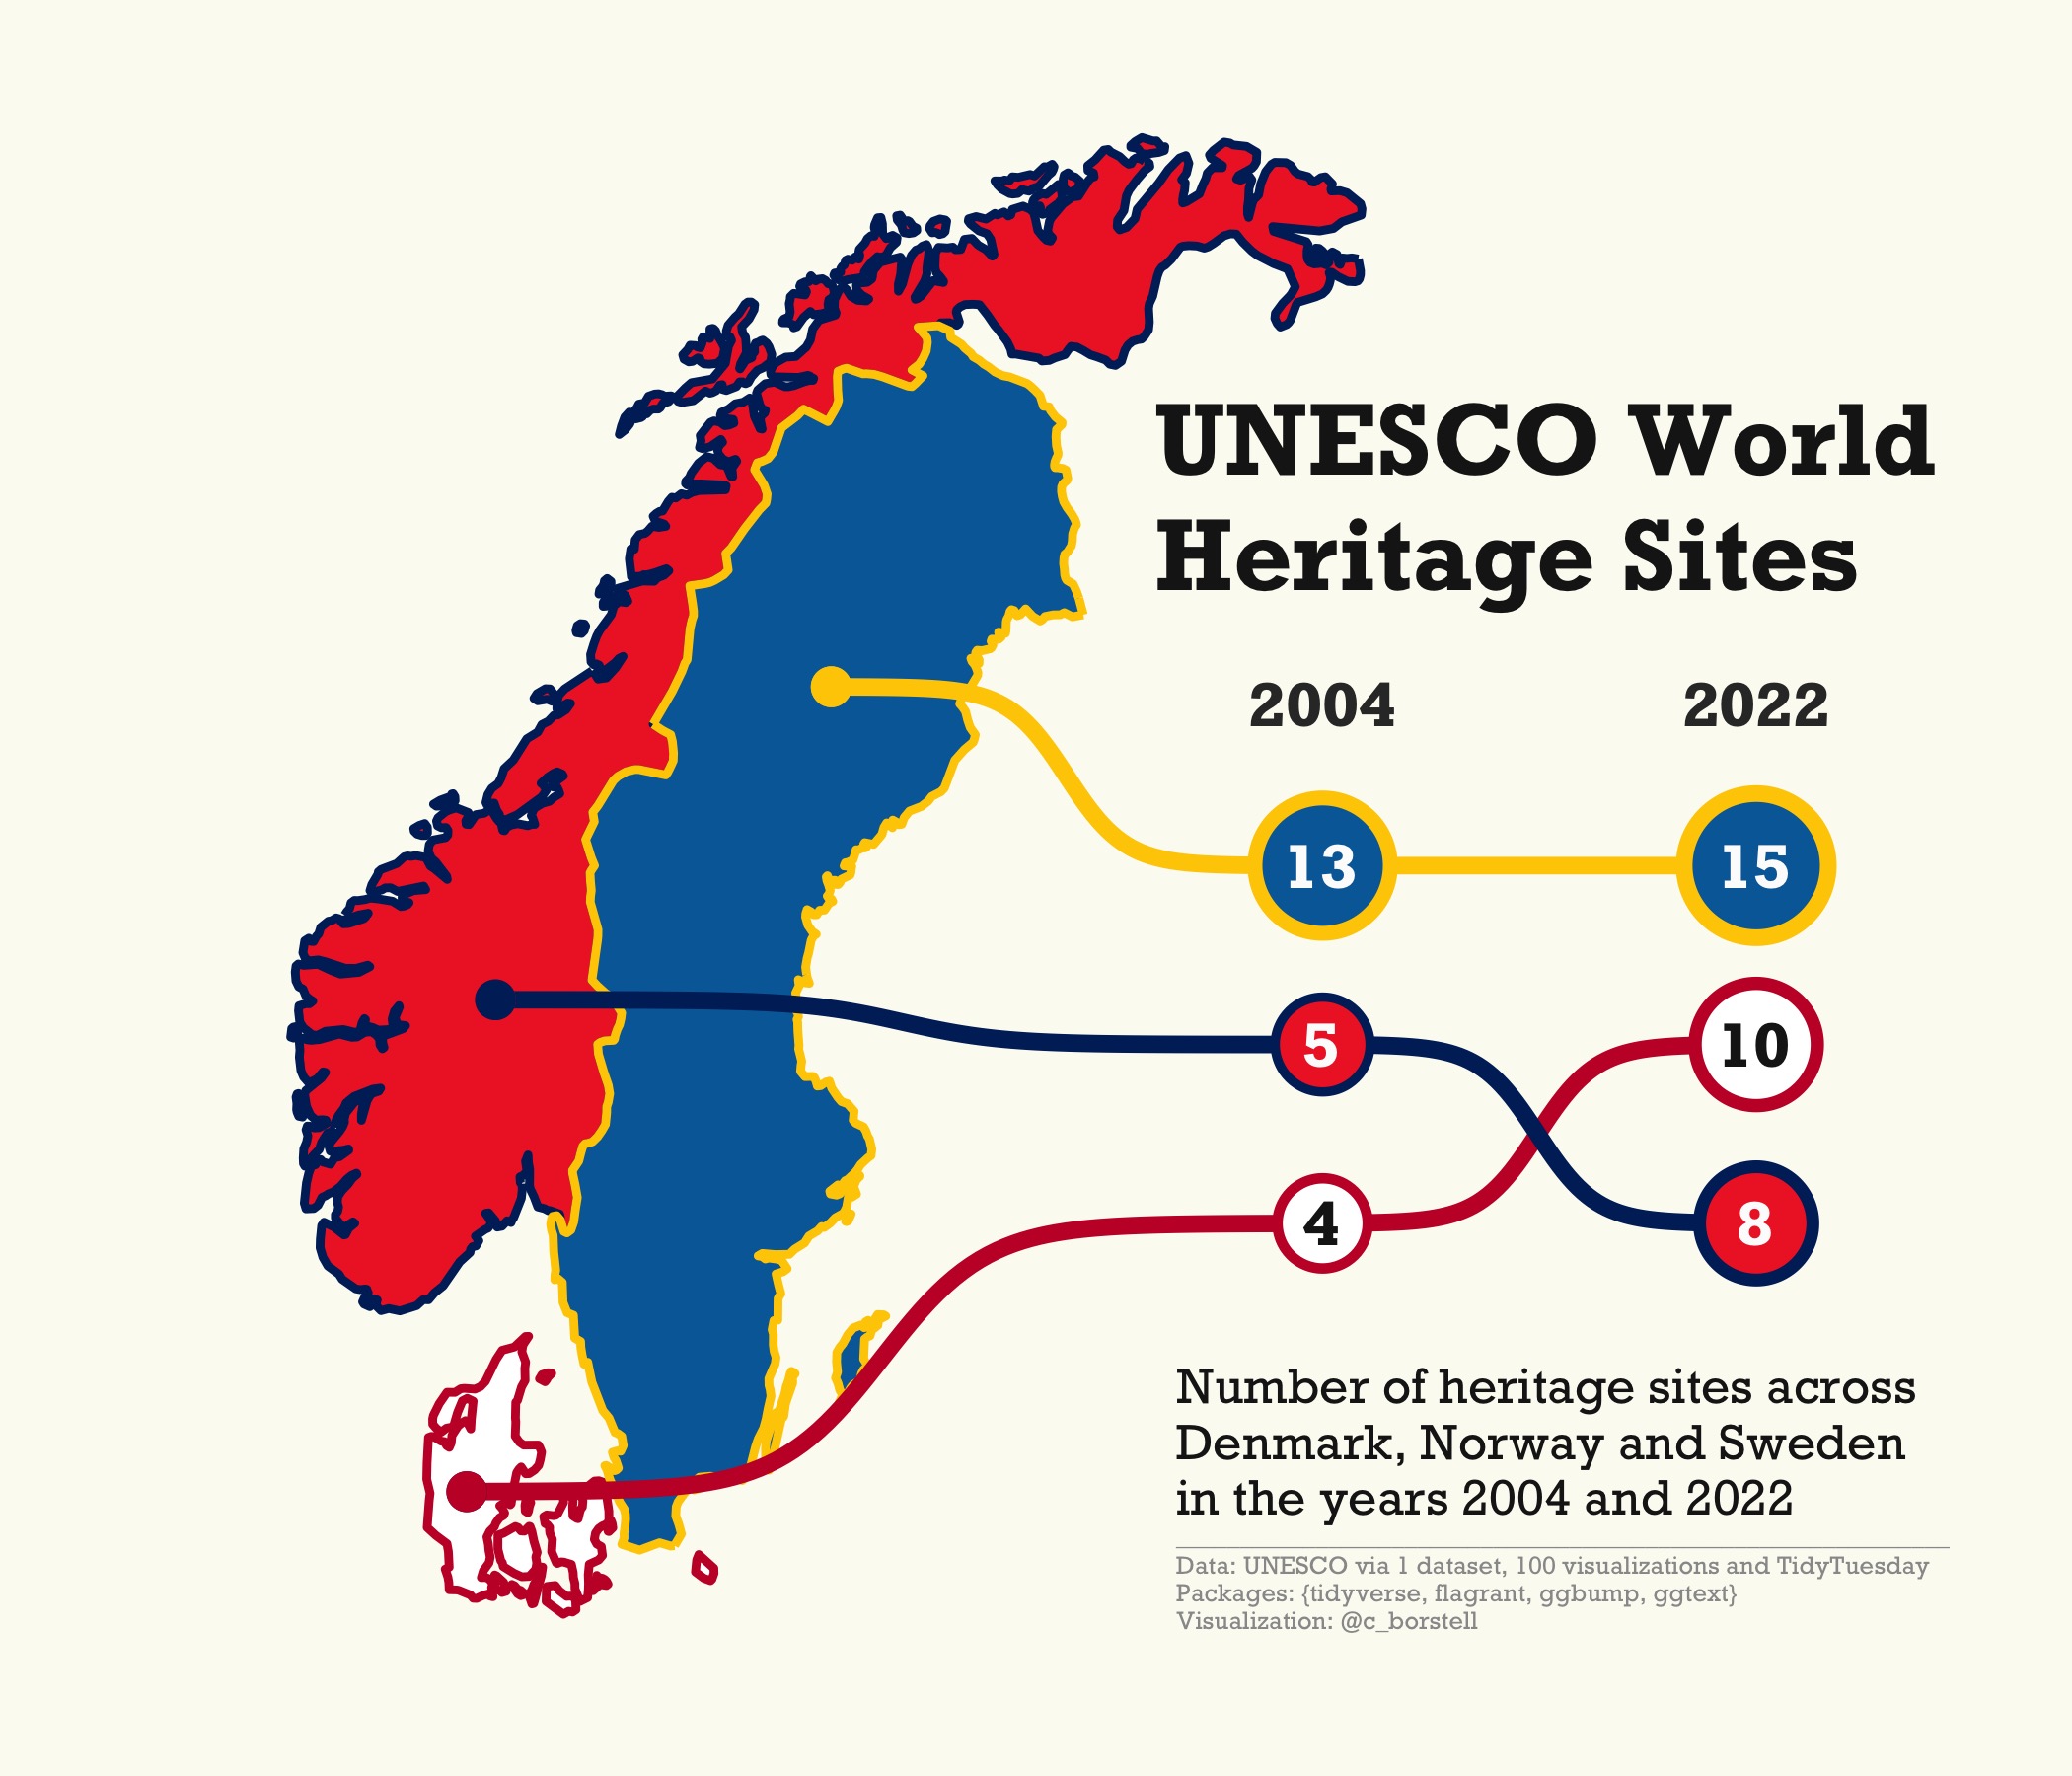 UNESCO World
Heritage Sites
2004 2022
13 15
5 10
4 8
Number of heritage sites across
Denmark, Norway and Sweden
in the years 2004 and 2022
Data: UNESCO via 1 dataset, 100 visualizations and TidyTuesday
Packages: {tidyverse, flagrant, ggbump, ggtext}
Visualization: @c_borstell